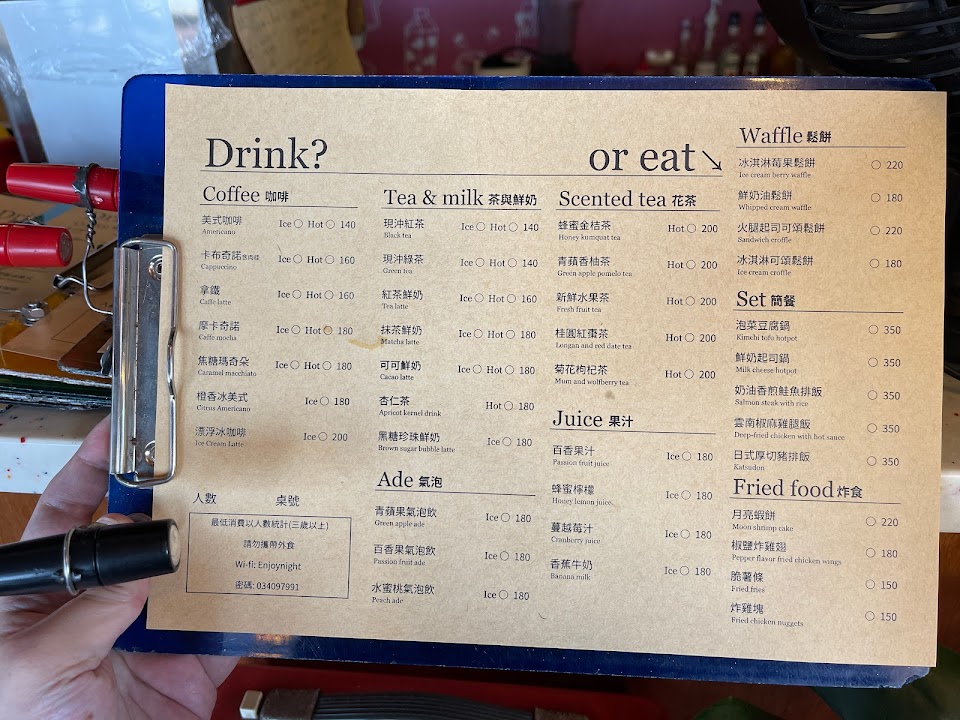 Drink?
or eat
Coffee 咖啡
美式咖啡 Ice Hot 140
Americano
卡布奇諾 Ice Hot 160
Cappuccino
拿鐵 Ice Hot 160
Caffe latte
摩卡奇諾 Ice Hot 180
Caffe mocha
焦糖瑪奇朵 Ice Hot 180
Caramel macchiato
橙香冰美式 Ice 180
Citrus Americano
漂浮冰咖啡 Ice 200
Ice Cream Latte
人數 桌號
最低消費以人數統計(三歲以上)
請勿攜帶外食
Wi-fi: Enjoynight
密碼: 034097991
Tea & milk 茶與鮮奶
現沖紅茶 Ice Hot 140
Black tea
現沖綠茶 Ice Hot 140
Green tea
紅茶鮮奶 Ice Hot 160
Tea latte
抹茶鮮奶 Ice Hot 180
Matcha latte
可可鮮奶 Ice Hot 180
Cacao latte
杏仁茶 Hot 180
Apricot kernel drink
黑糖珍珠鮮奶 Ice 180
Brown sugar bubble latte
Ade 氣泡
青蘋果氣泡飲 Ice 180
Green apple ade
百香果氣泡飲 Ice 180
Passion fruit ade
水蜜桃氣泡飲 Ice 180
Peach ade
Scented tea 花茶
蜂蜜金桔茶 Hot 200
Honey kumquat tea
青蘋香柚茶 Hot 200
Green apple pomelo tea
新鮮水果茶 Hot 200
Fresh fruit tea
桂圓紅棗茶 Hot 200
Longan and red date tea
菊花枸杞茶 Hot 200
Mum and wolfberry tea
Juice 果汁
百香果汁 Ice 180
Passion fruit juice
蜂蜜檸檬 Ice 180
Honey lemon juice
蔓越莓汁 Ice 180
Cranberry juice
香蕉牛奶 Ice 180
Banana milk
Waffle 鬆餅
冰淇淋莓果鬆餅 220
Ice cream berry waffle
鮮奶油鬆餅 180
Whipped cream waffle
火腿起司可頌鬆餅 220
Sandwich croffle
冰淇淋可頌鬆餅 180
Ice cream croffle
Set 簡餐
泡菜豆腐鍋 350
Kimchi tofu hotpot
鮮奶起司鍋 350
Milk cheese hotpot
奶油香煎鮭魚排飯 350
Salmon steak with rice
雲南椒麻雞腿飯 350
Deep-fried chicken with hot sauce
日式厚切豬排飯 350
Katsudon
Fried food 炸食
月亮蝦餅 220
Moon shrimp cake
椒鹽炸雞翅 180
Pepper flavor fried chicken wings
脆薯條 150
Fried fries
炸雞塊 150
Fried chicken nuggets